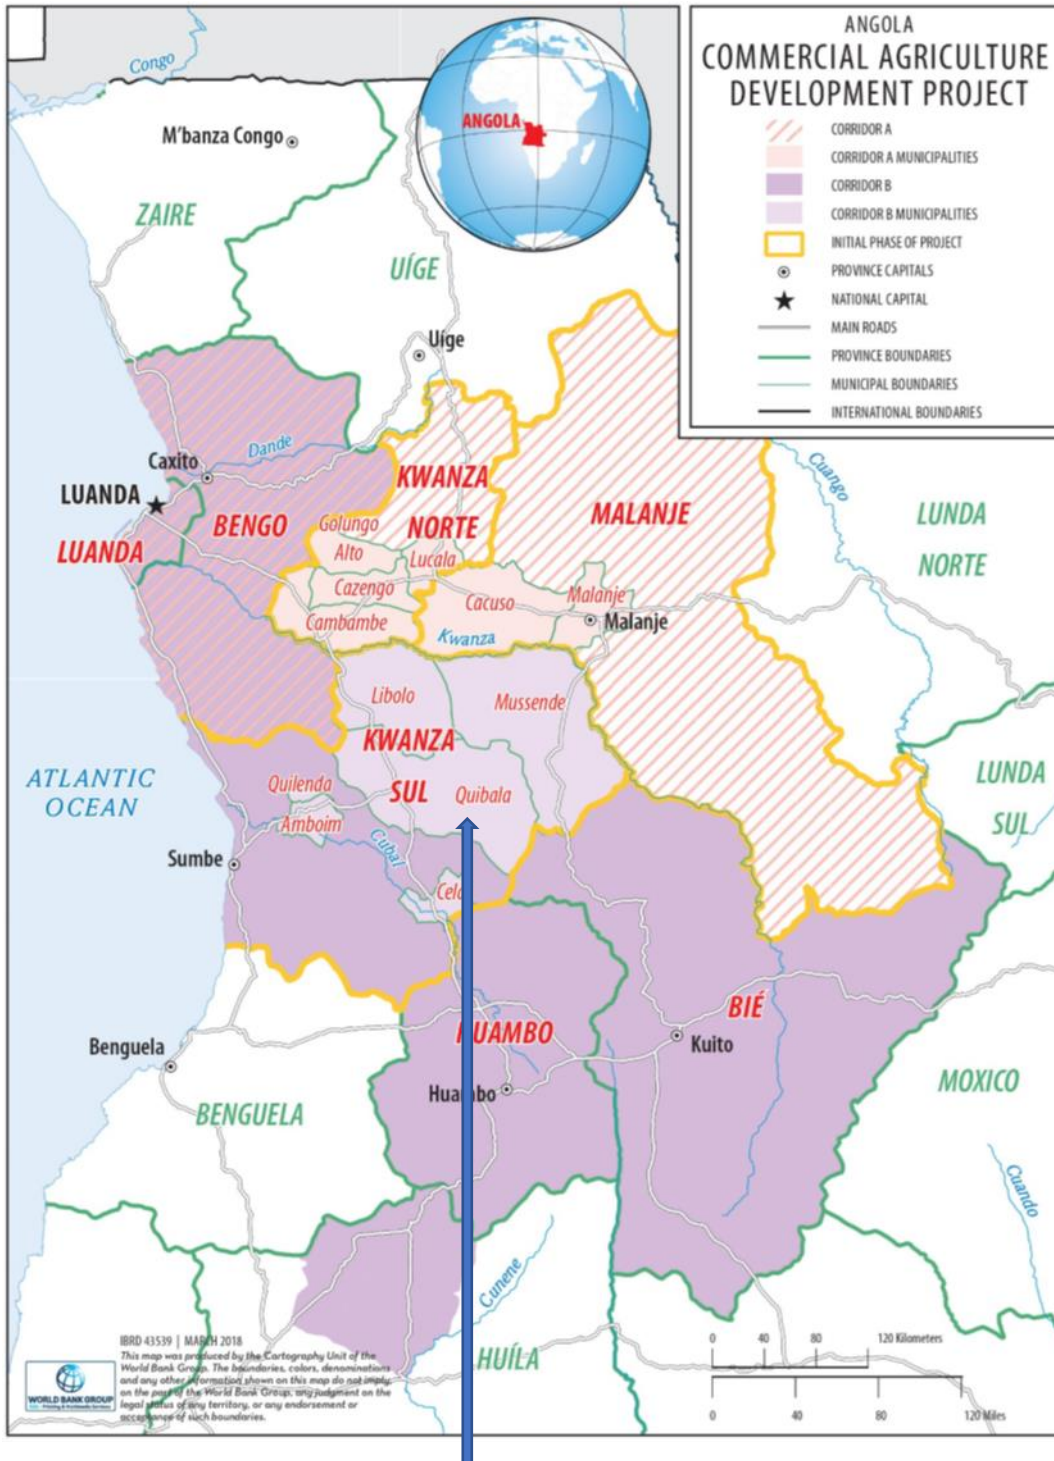 ANGOLA
COMMERCIAL AGRICULTURE
DEVELOPMENT PROJECT
CORRIDOR A
CORRIDOR A MUNICIPALITIES
CORRIDOR B
CORRIDOR B MUNICIPALITIES
INITIAL PHASE OF PROJECT
PROVINCE CAPITALS
NATIONAL CAPITAL
MAIN ROADS
PROVINCE BOUNDARIES
MUNICIPAL BOUNDARIES
INTERNATIONAL BOUNDARIES
Congo
ANGOLA
M'banza Congo
ZAIRE
UÍGE
Uíge
Dande
Caxito
Cuango
LUANDA
KWANZA
NORTE
MALANJE
LUNDA
NORTE
BENGO
LUANDA
Golungo
Alto
Lucala
Cazengo
Cacuso
Malanje
Cambambe
Malanje
Kwanza
Libolo
Mussende
KWANZA
SUL
ATLANTIC
OCEAN
LUNDA
SUL
Quilenda
Quibala
Amboim
Cubal
Sumbe
Cela
BIÉ
HUAMBO
Benguela
Kuito
Huambo
MOXICO
BENGUELA
Cuando
Cunene
HUÍLA
0 40 80 120 Kilometers
0 40 80 120 Miles
IBRD 43539 | MARCH 2018
This map was produced by the Cartography Unit of the
World Bank Group. The boundaries, colors, denominations
and any other information shown on this map do not imply,
on the part of the World Bank Group, any judgment on the
legal status of any territory, or any endorsement or
acceptance of such boundaries.
WORLD BANK GROUP
Printing & Multimedia Services